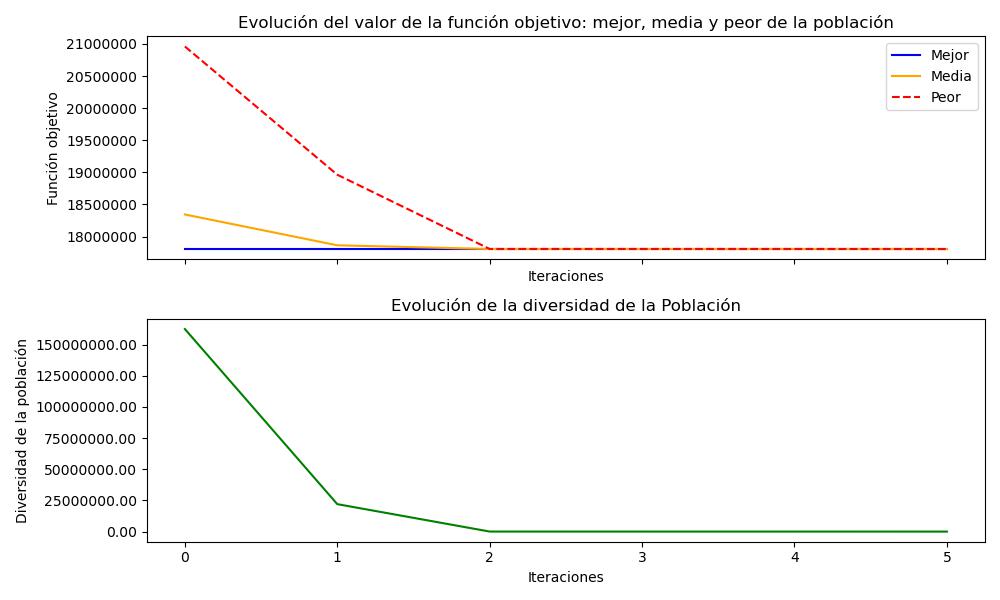 Evolución del valor de la función objetivo: mejor, media y peor de la población
Función objetivo
21000000
20500000
20000000
19500000
19000000
18500000
18000000
Mejor
Media
Peor
Iteraciones
Evolución de la diversidad de la Población
Diversidad de la población
150000000.00
125000000.00
100000000.00
75000000.00
50000000.00
25000000.00
0.00
0 1 2 3 4 5
Iteraciones